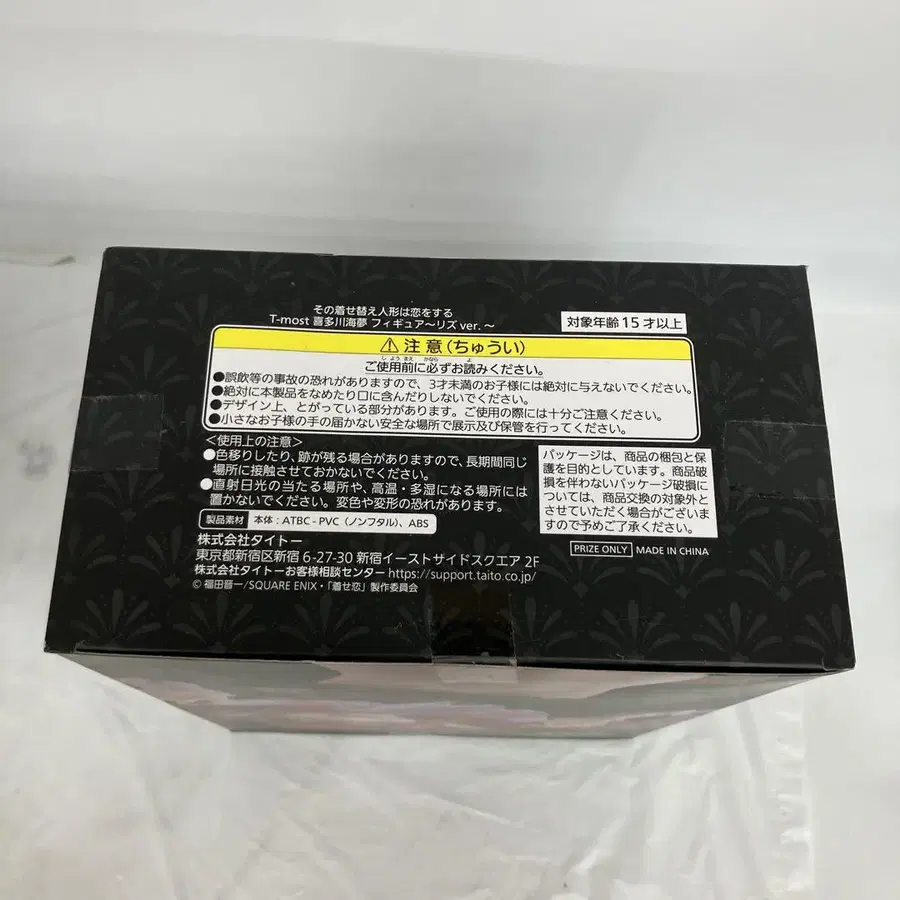 その着せ替え人形は恋をする
T-most 喜多川海夢 フィギュア～リズ ver. ～
対象年齢 15 才以上
⚠注意(ちゅうい)
ご使用前に必ずお読みください。
●誤飲等の事故の恐れがありますので、3才未満のお子様には絶対に与えないでください。
●絶対に本製品をなめたり口に含んだりしないでください。
●デザイン上、とがっている部分があります。ご使用の際には十分ご注意ください。
●小さなお子様の手の届かない安全な場所で展示及び保管を行ってください。
＜使用上の注意＞
●色移りしたり、跡が残る場合がありますので、長期間同じ
場所に接触させておかないでください。
●直射日光の当たる場所や、高温・多湿になる場所には
置かないでください。変色や変形の恐れがあります。
パッケージは、商品の梱包と保
護を目的としています。商品破
損を伴わないパッケージ破損に
ついては、商品交換の対象外と
させていただく場合がございま
すので予めご了承ください。
製品素材 本体：ATBC - PVC（ノンフタル）、ABS
PRIZE ONLY MADE IN CHINA
株式会社タイトー
東京都新宿区新宿 6-27-30 新宿イーストサイドスクエア 2F
株式会社タイトーお客様相談センター https://support.taito.co.jp/
© 福田晋一/SQUARE ENIX・「着せ恋」製作委員会